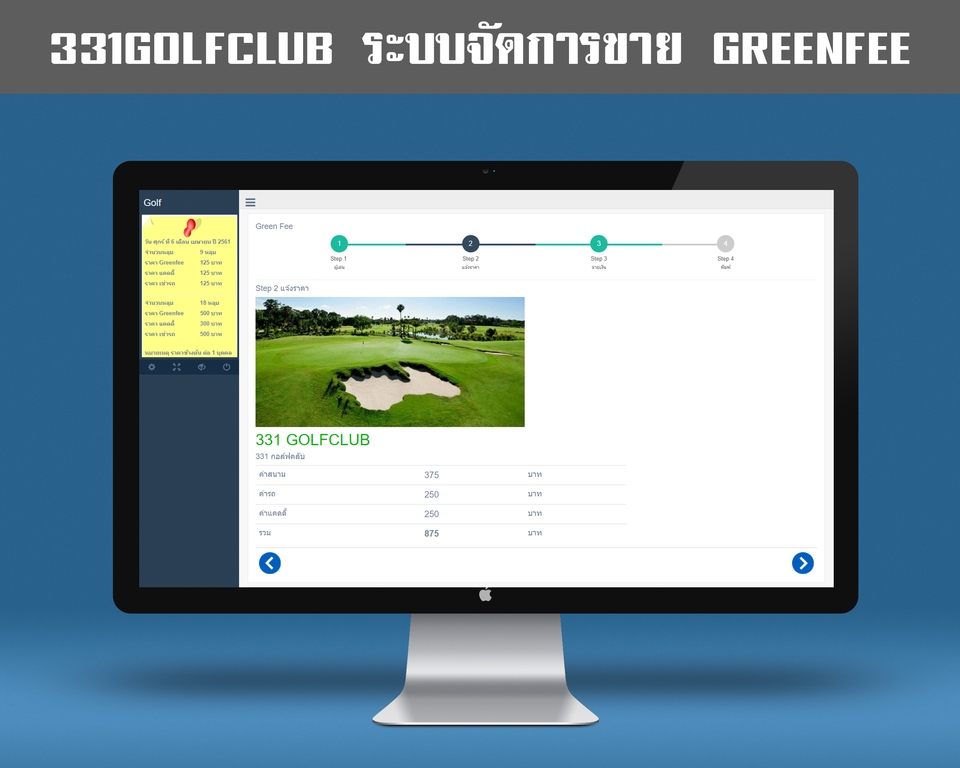 331GOLFCLUB ระบบจัดการขาย GREENFEE
Golf
วัน ศุกร์ ที่ 6 เดือน เมษายน ปี 2561
จำนวนหลุม 9 หลุม
ราคา Greenfee 125 บาท
ราคา แคดดี้ 125 บาท
ราคา เช่ารถ 125 บาท
จำนวนหลุม 18 หลุม
ราคา Greenfee 500 บาท
ราคา แคดดี้ 300 บาท
ราคา เช่ารถ 500 บาท
หมายเหตุ ราคาข้างต้น ต่อ 1 บุคคล
Green Fee
1 2 3 4
Step 1 Step 2 Step 3 Step 4
ผู้เล่น แจ้งราคา จ่ายเงิน พิมพ์
Step 2 แจ้งราคา
331 GOLFCLUB
331 กอล์ฟคลับ
ค่าสนาม 375 บาท
ค่ารถ 250 บาท
ค่าแคดดี้ 250 บาท
รวม 875 บาท